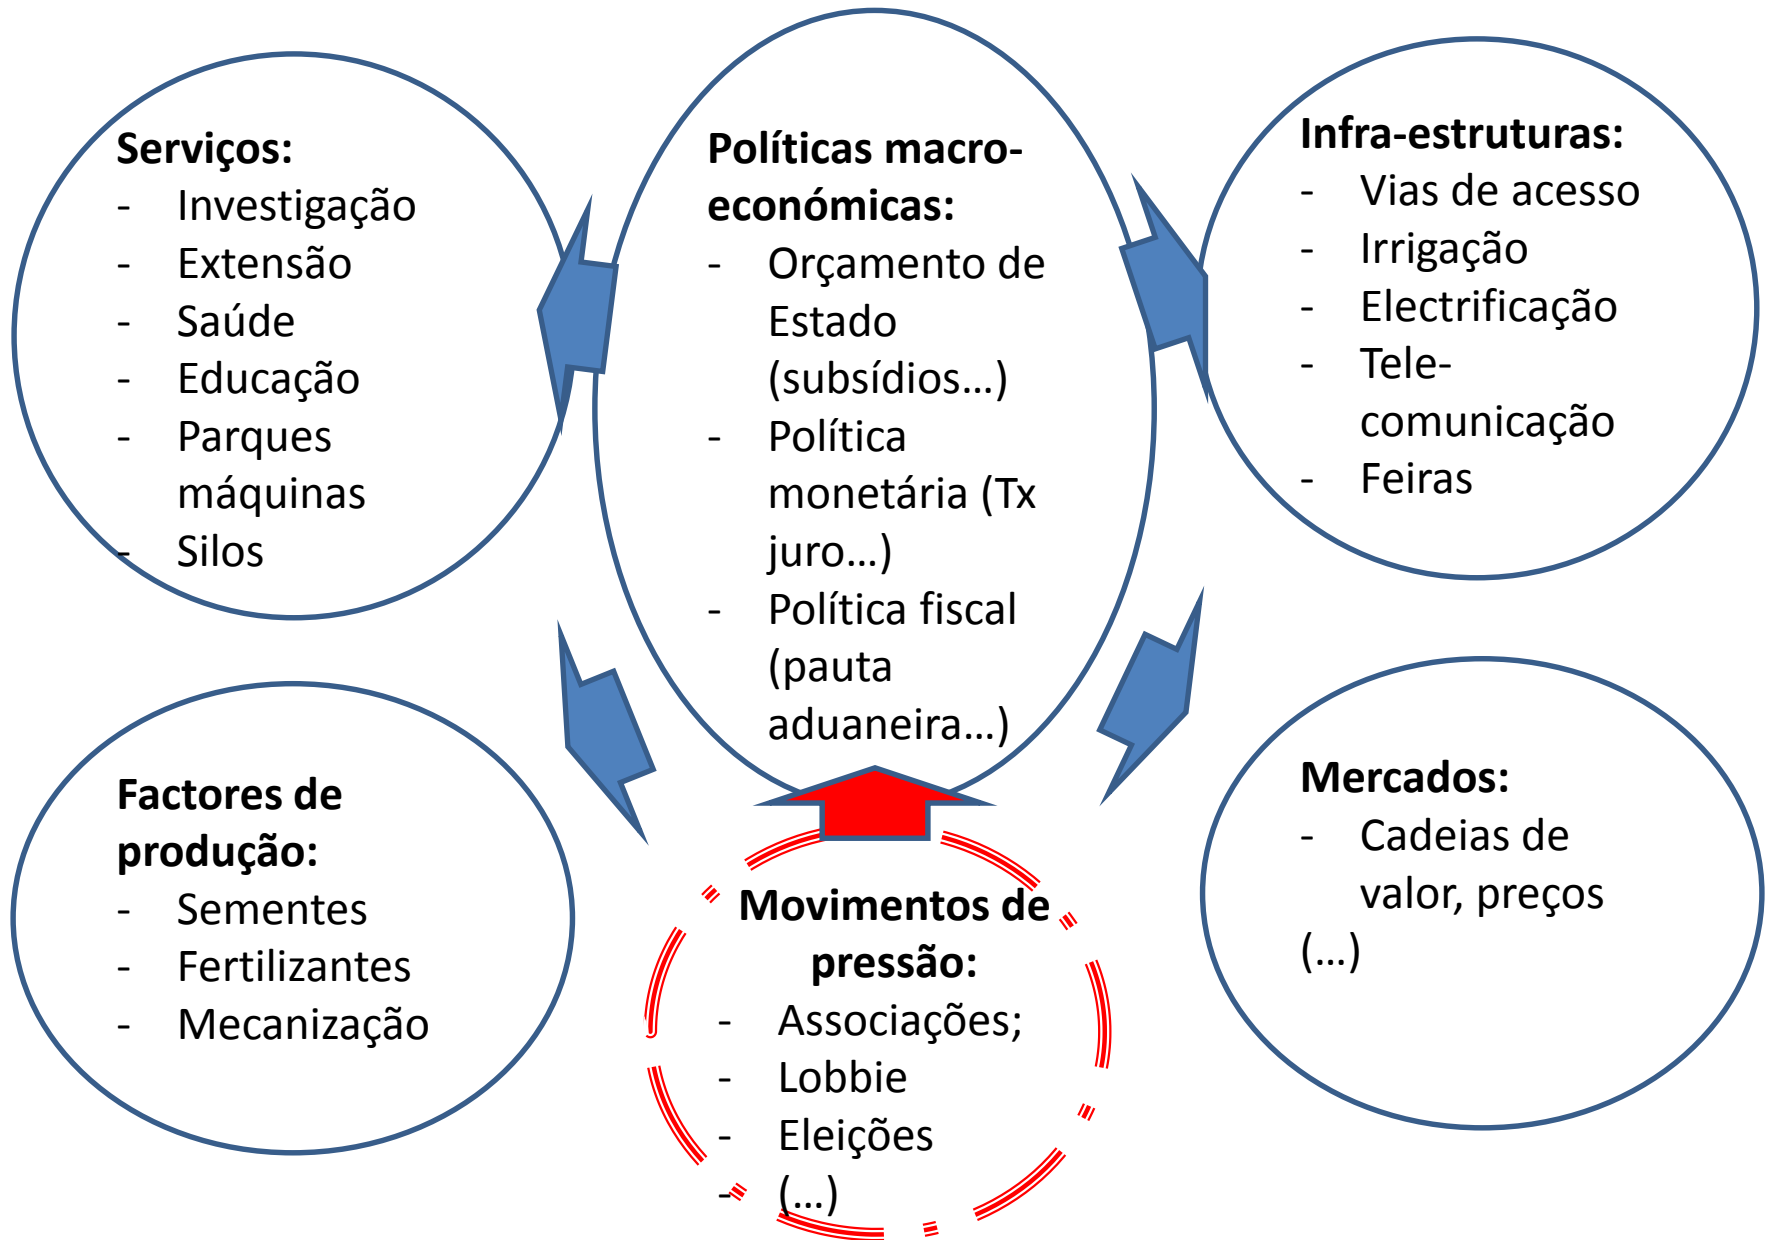 Serviços:
- Investigação
- Extensão
- Saúde
- Educação
- Parques
máquinas
- Silos
Políticas macro-
económicas:
- Orçamento de
Estado
(subsídios…)
- Política
monetária (Tx
juro…)
- Política fiscal
(pauta
aduaneira…)
Infra-estruturas:
- Vias de acesso
- Irrigação
- Electrificação
- Tele-
comunicação
- Feiras
Factores de
produção:
- Sementes
- Fertilizantes
- Mecanização
Movimentos de
pressão:
- Associações;
- Lobbie
- Eleições
- (…)
Mercados:
- Cadeias de
valor, preços
(…)